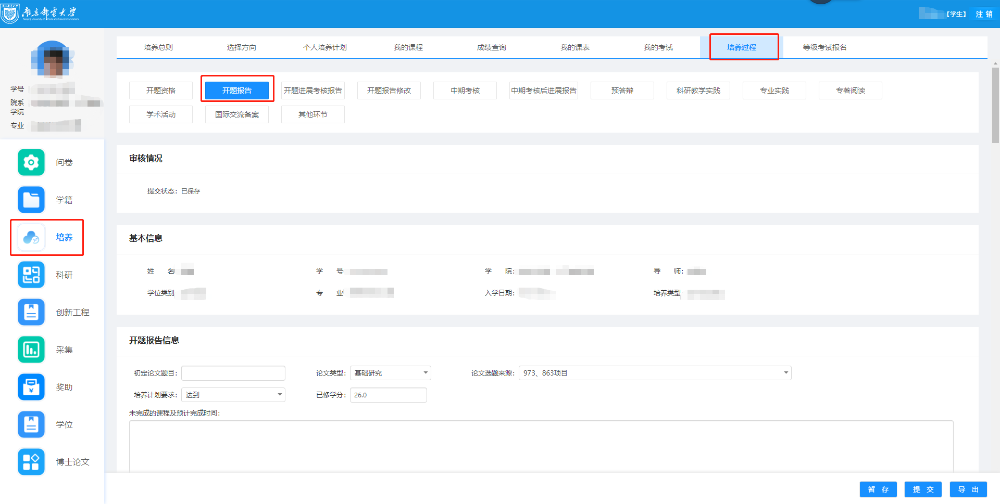 南京邮电大学
Nanjing University of Posts and Telecommunications
【学生】 注 销
学号
院系
学院
专业
问卷
学籍
培养
科研
创新工程
采集
奖助
学位
博士论文
培养总则 选择方向 个人培养计划 我的课程 成绩查询 我的课表 我的考试 培养过程 等级考试报名
开题资格 开题报告 开题进展考核报告 开题报告修改 中期考核 中期考核后进展报告 预答辩 科研教学实践 专业实践 专著阅读
学术活动 国际交流备案 其他环节
审核情况
提交状态: 已保存
基本信息
姓 名 学 号 学 院: 导 师:
学位类别 专 业 入学日期: 培养类型
开题报告信息
初定论文题目: 论文类型: 基础研究 论文选题来源: 973、863项目
培养计划要求: 达到 已修学分: 26.0
未完成的课程及预计完成时间:
暂 存 提 交 导 出